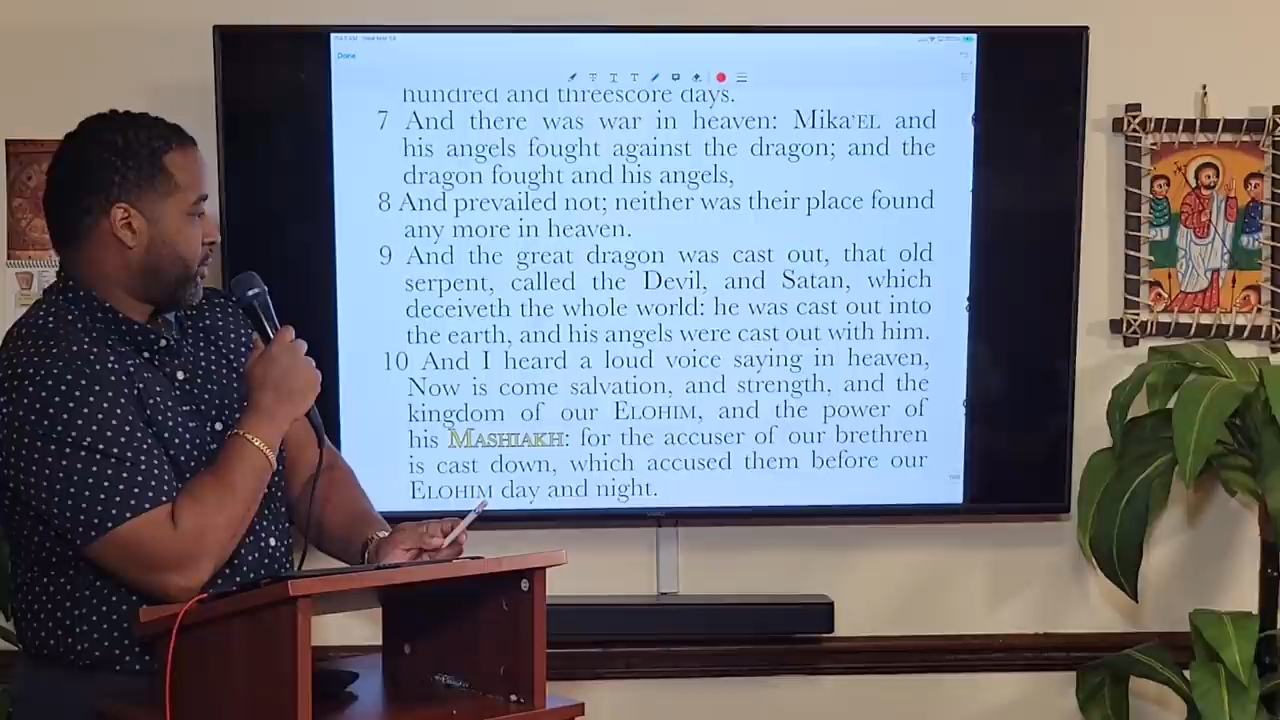 Done
hundred and threescore days.
7 And there was war in heaven: Mika'EL and
his angels fought against the dragon; and the
dragon fought and his angels,
8 And prevailed not; neither was their place found
any more in heaven.
9 And the great dragon was cast out, that old
serpent, called the Devil, and Satan, which
deceiveth the whole world: he was cast out into
the earth, and his angels were cast out with him.
10 And I heard a loud voice saying in heaven,
Now is come salvation, and strength, and the
kingdom of our ELOHIM, and the power of
his MASHIAKH: for the accuser of our brethren
is cast down, which accused them before our
ELOHIM day and night.